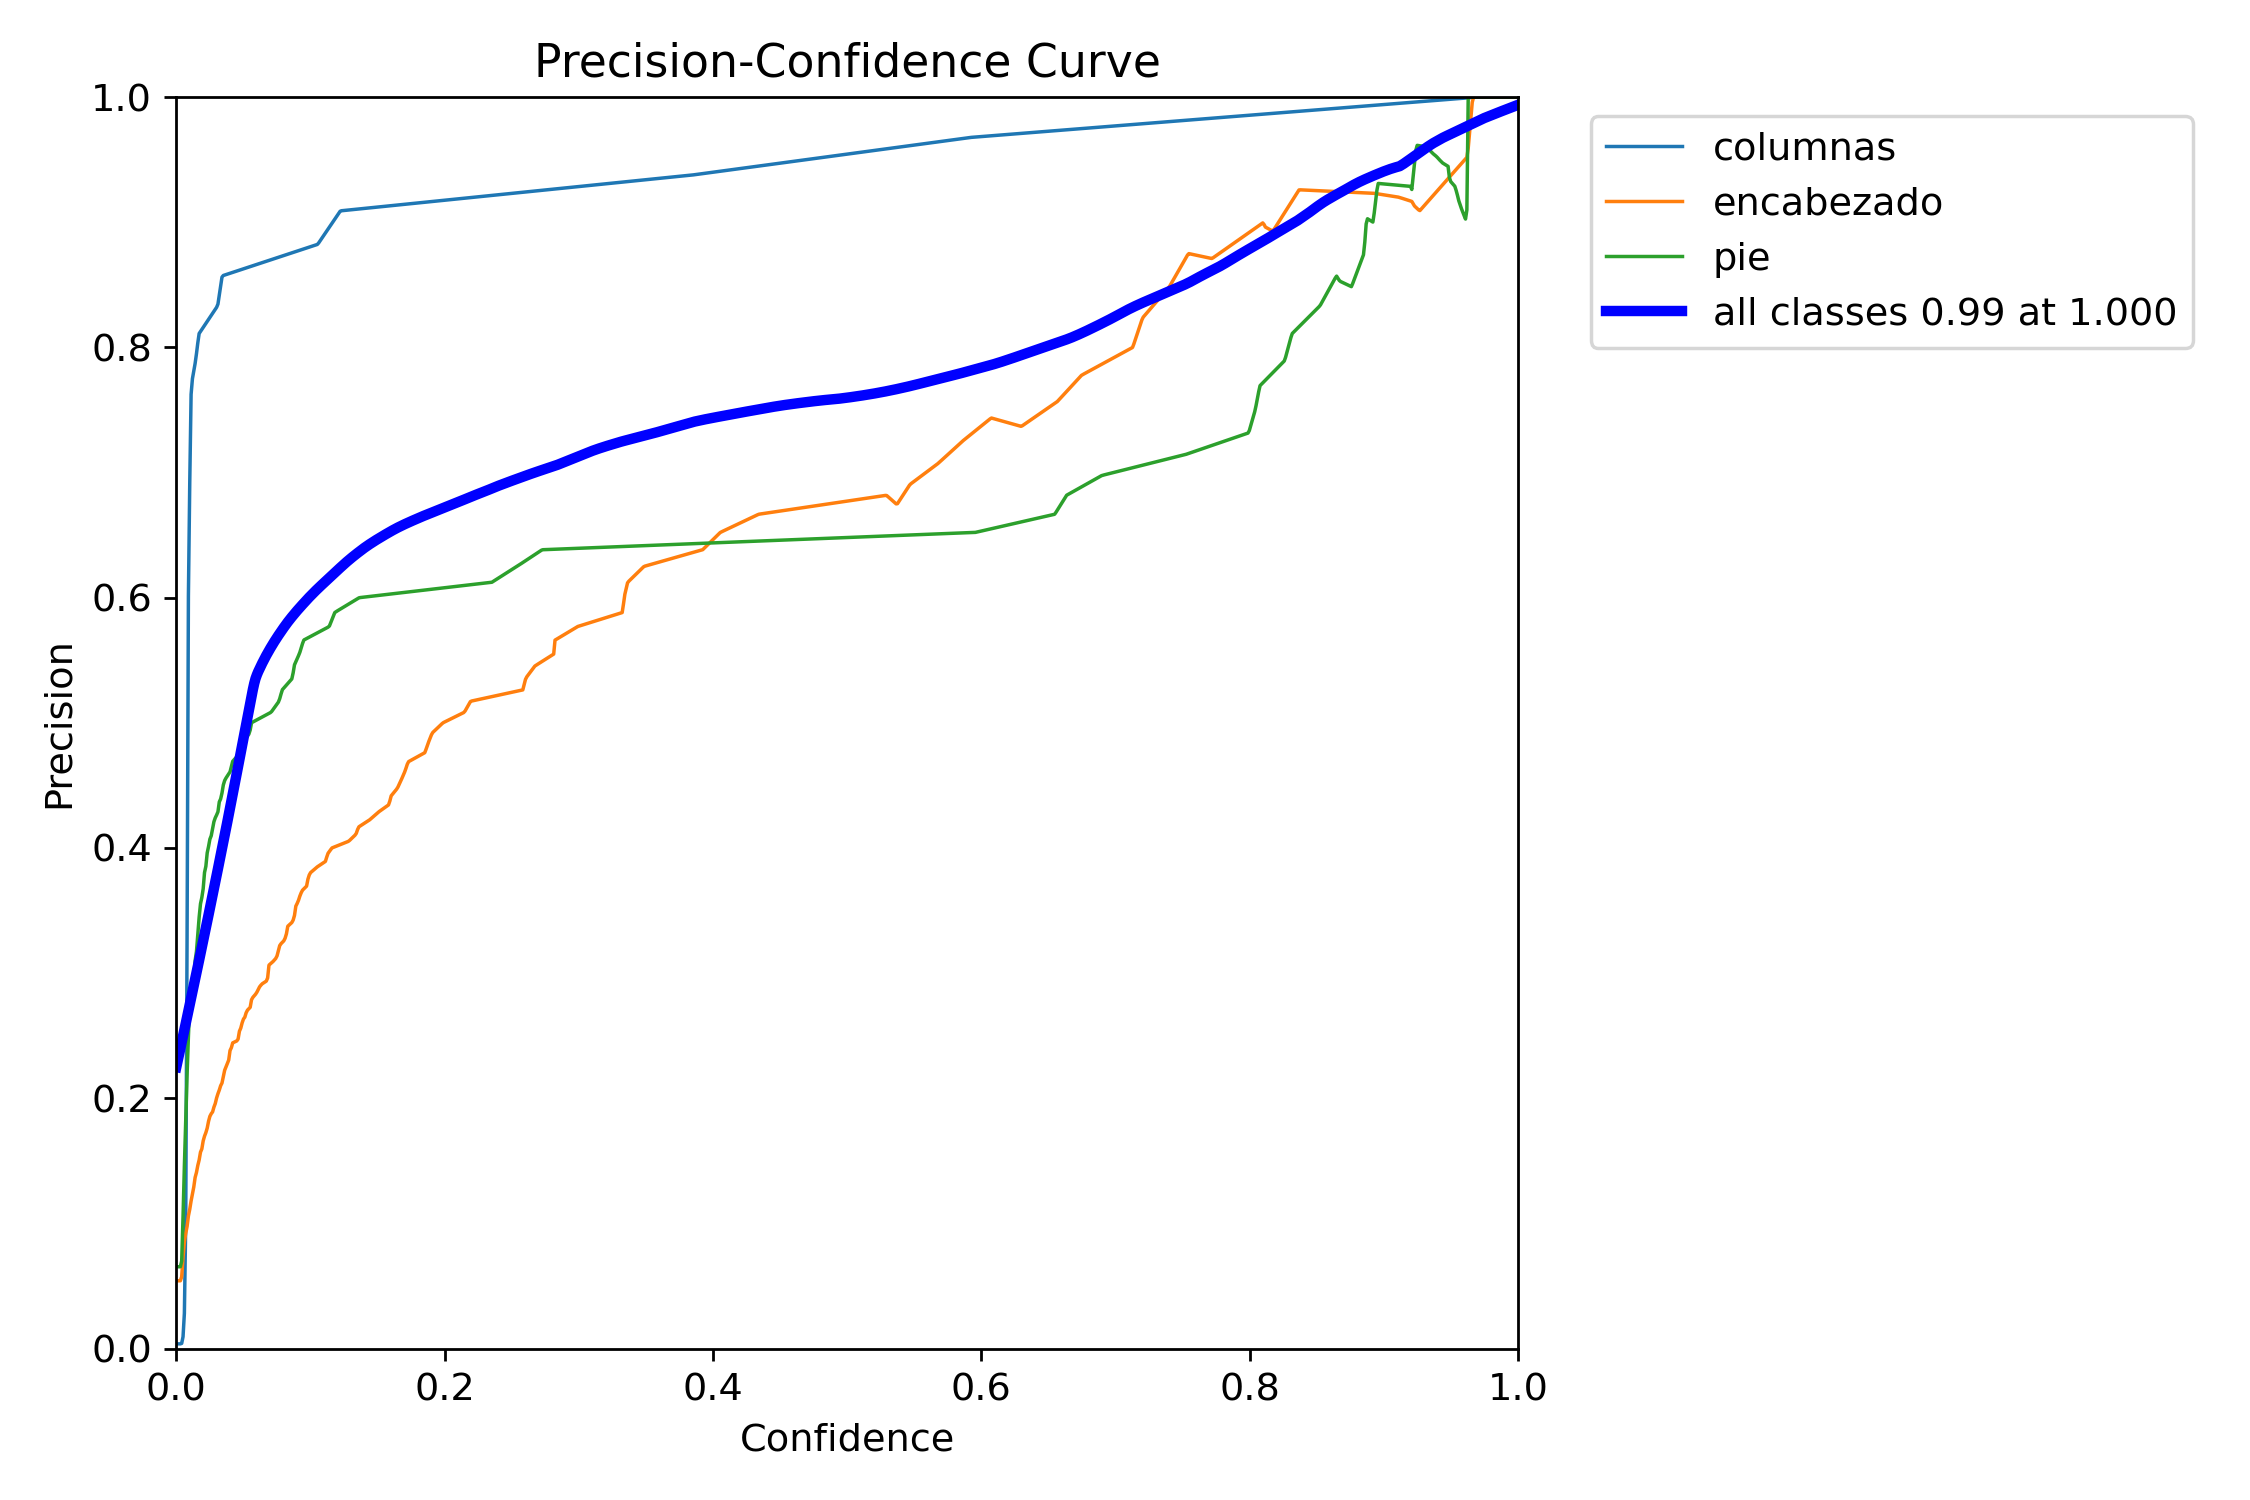 Precision-Confidence Curve
1.0
0.8
0.6
0.4
0.2
0.0
Precision
0.0 0.2 0.4 0.6 0.8 1.0
Confidence
columnas
encabezado
pie
all classes 0.99 at 1.000